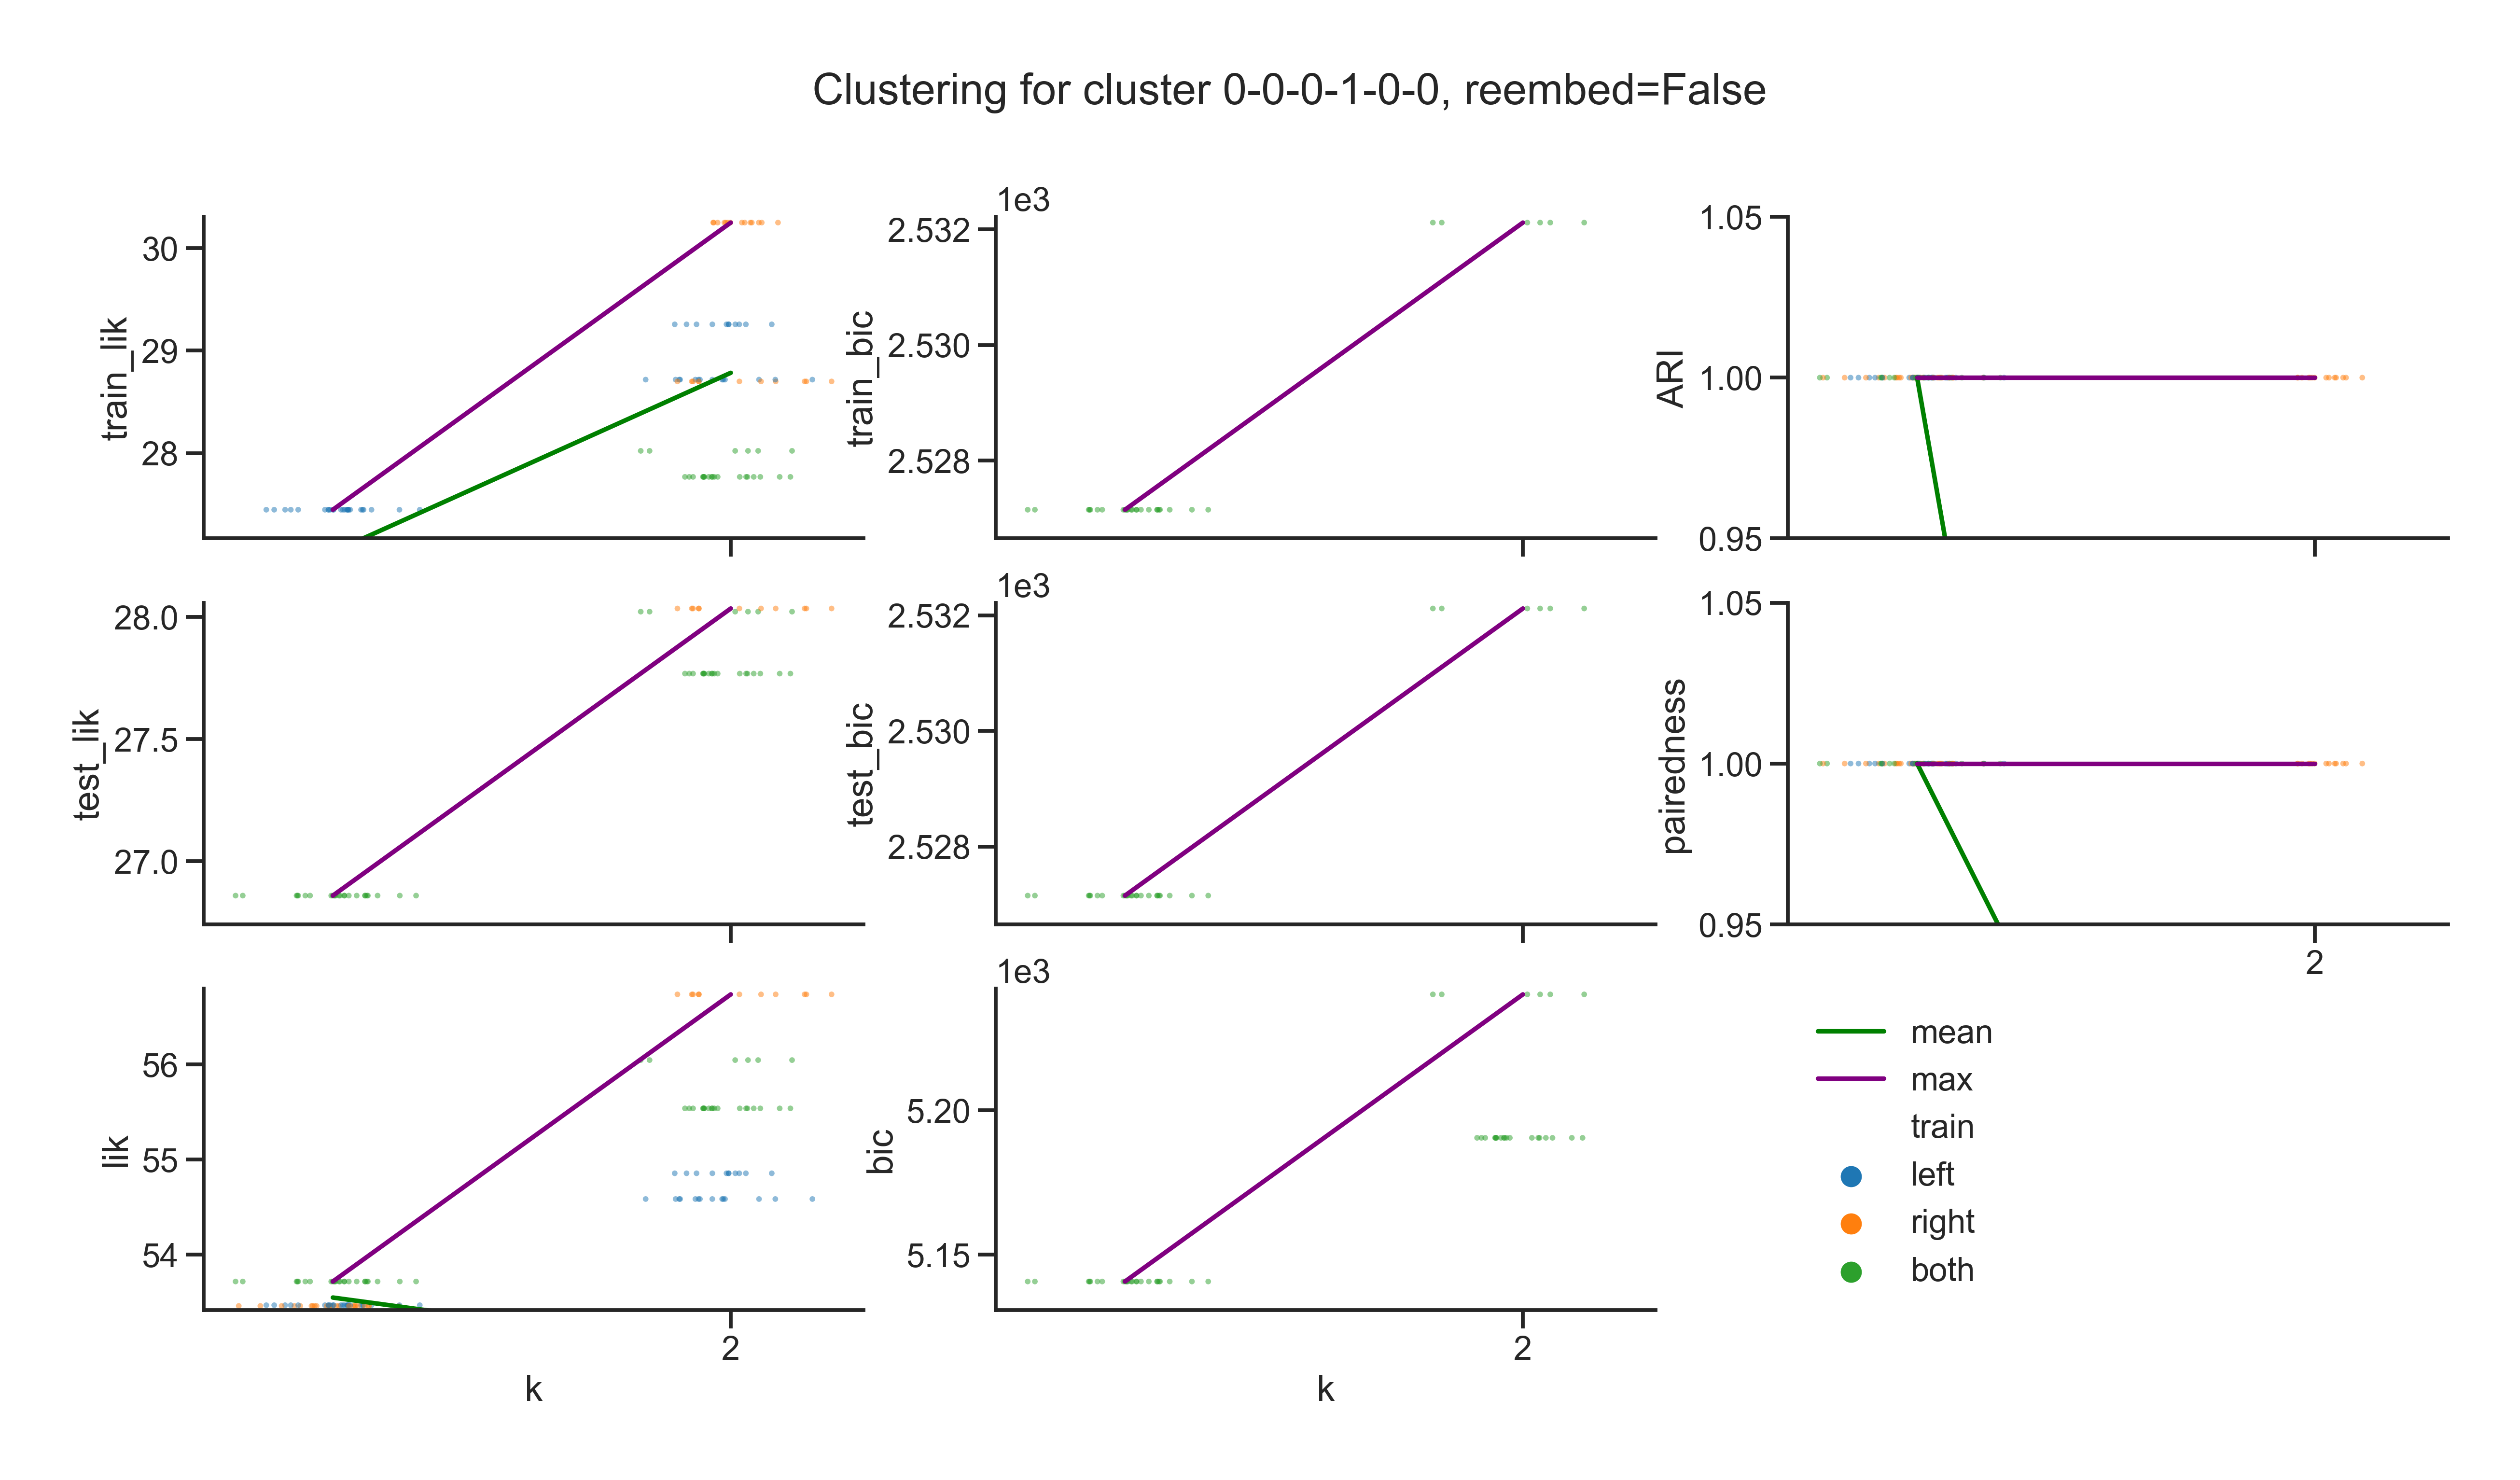 Clustering for cluster 0-0-0-1-0-0, reembed=False
train_lik
30
29
28
1e3
train_bic
2.532
2.530
2.528
ARI
1.05
1.00
0.95
test_lik
28.0
27.5
27.0
1e3
test_bic
2.532
2.530
2.528
pairedness
1.05
1.00
0.95
2
lik
56
55
54
2
k
1e3
bic
5.20
5.15
2
k
mean
max
train
left
right
both